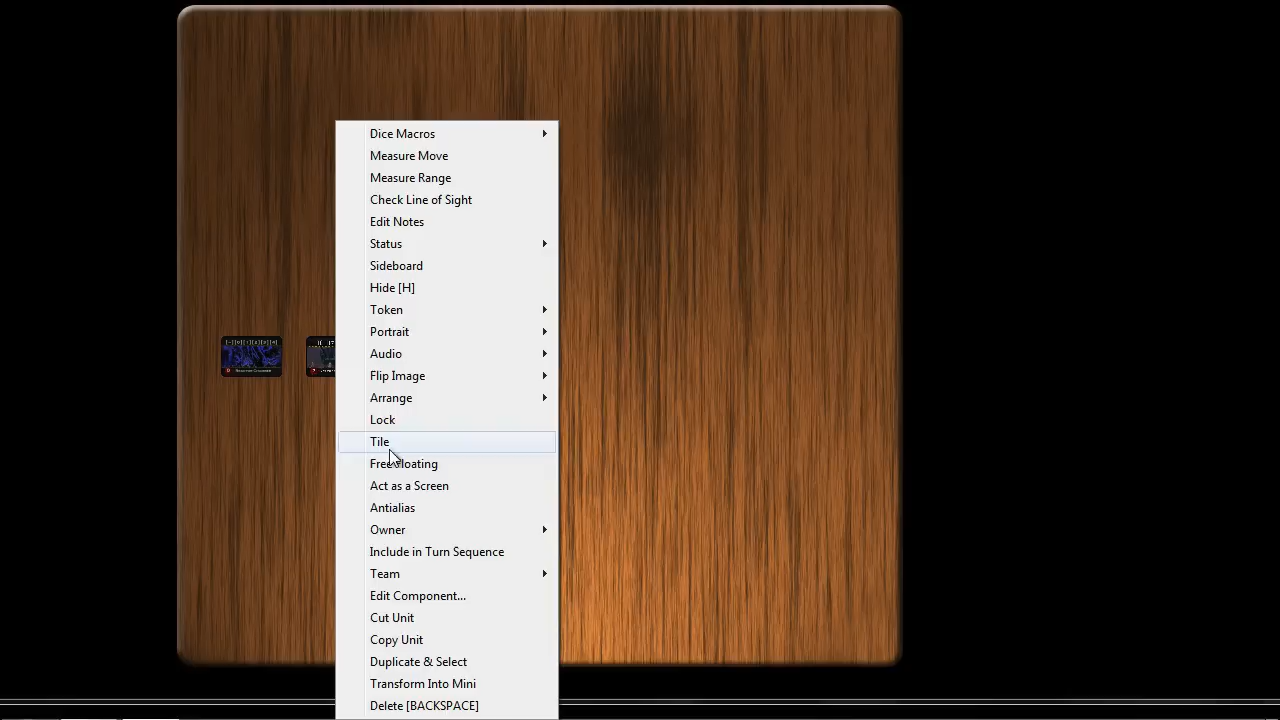 Dice Macros
Measure Move
Measure Range
Check Line of Sight
Edit Notes
Status
Sideboard
Hide [H]
Token
Portrait
Audio
Flip Image
Arrange
Lock
Tile
Free Floating
Act as a Screen
Antialias
Owner
Include in Turn Sequence
Team
Edit Component...
Cut Unit
Copy Unit
Duplicate & Select
Transform Into Mini
Delete [BACKSPACE]